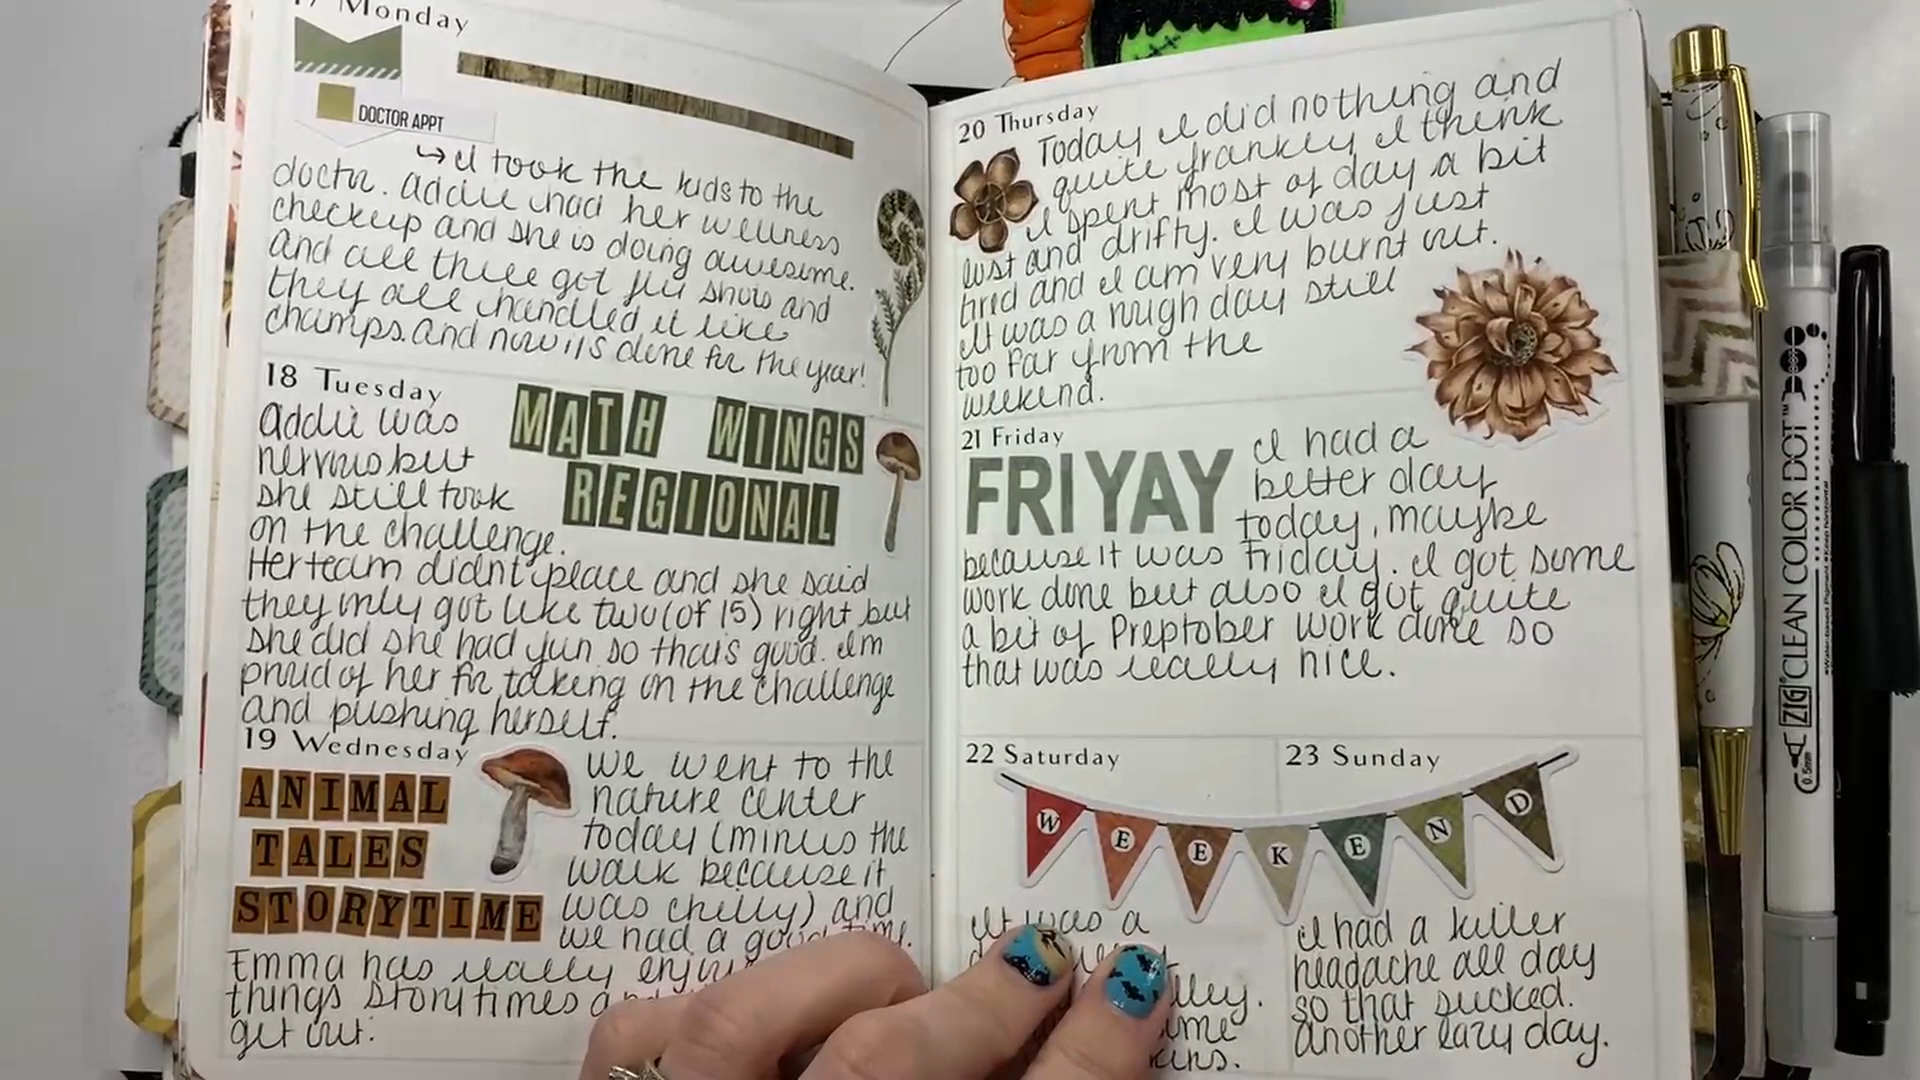 17 Monday
DOCTOR APPT
→ I took the kids to the
doctor. Addie had her wellness
checkup and she is doing awesome.
and all three got flu shots and
they all handled it like
champs. and now its done for the year!
18 Tuesday
MATH WINGS
REGIONAL
Addie was
nervous but
she still took
on the challenge.
Her team didnt place and she said
they only got like two (of 15) right but
she did she had fun so thats good. Im
proud of her for taking on the challenge
and pushing herself.
19 Wednesday
ANIMAL
TALES
STORYTIME
we went to the
nature center
today (minus the
walk because it
was chilly) and
we had a good time.
Emma has really
things storytimes
get out.
20 Thursday
Today I did nothing and
quite frankly I think
I spent most of day a bit
lost and drifty. I was just
tired and I am very burnt out.
It was a rough day still
too far from the
weekend.
21 Friday
FRIYAY
I had a
better day
today, maybe
because it was Friday. I got some
work done but also I got quite
a bit of Preptober work done so
that was really nice.
22 Saturday
23 Sunday
WEEKEND
It was a
I had a killer
headache all day
so that sucked.
another lazy day.
ZIG CLEAN COLOR DOT™
0.5mm